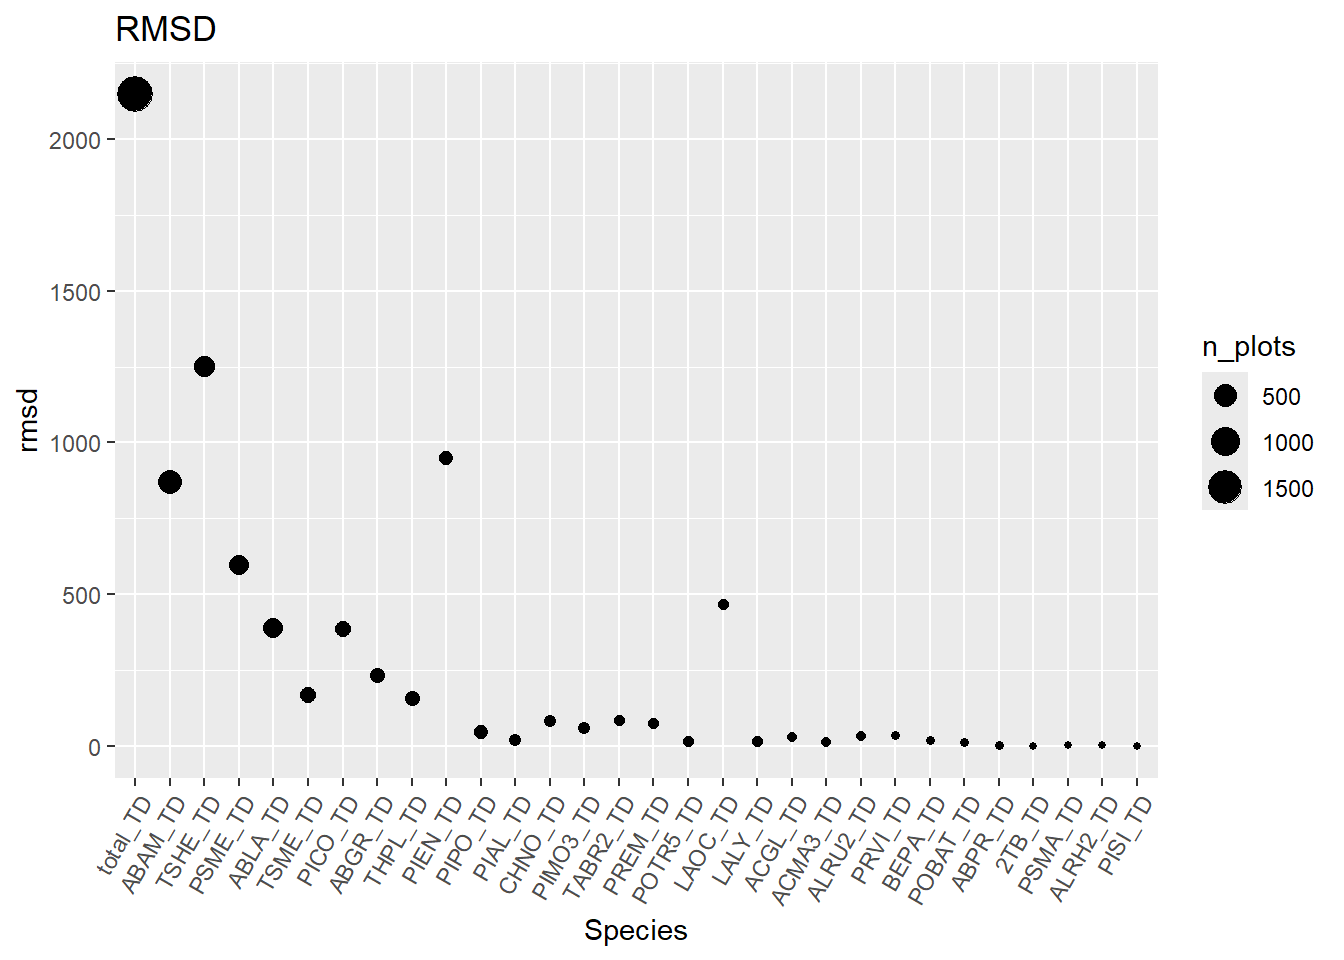 RMSD
2000
1500
1000
500
0
rmsd
total_TD
ABAM_TD
TSHE_TD
PSME_TD
ABLA_TD
TSME_TD
PICO_TD
ABGR_TD
THPL_TD
PIEN_TD
PIPO_TD
PIAL_TD
CHNO_TD
PIMO3_TD
TABR2_TD
PREM_TD
POTR5_TD
LAOC_TD
LALY_TD
ACGL_TD
ACMA3_TD
ALRU2_TD
PRVI_TD
BEPA_TD
POBAT_TD
ABPR_TD
2TB_TD
PSMA_TD
ALRH2_TD
PISI_TD
Species
n_plots
500
1000
1500